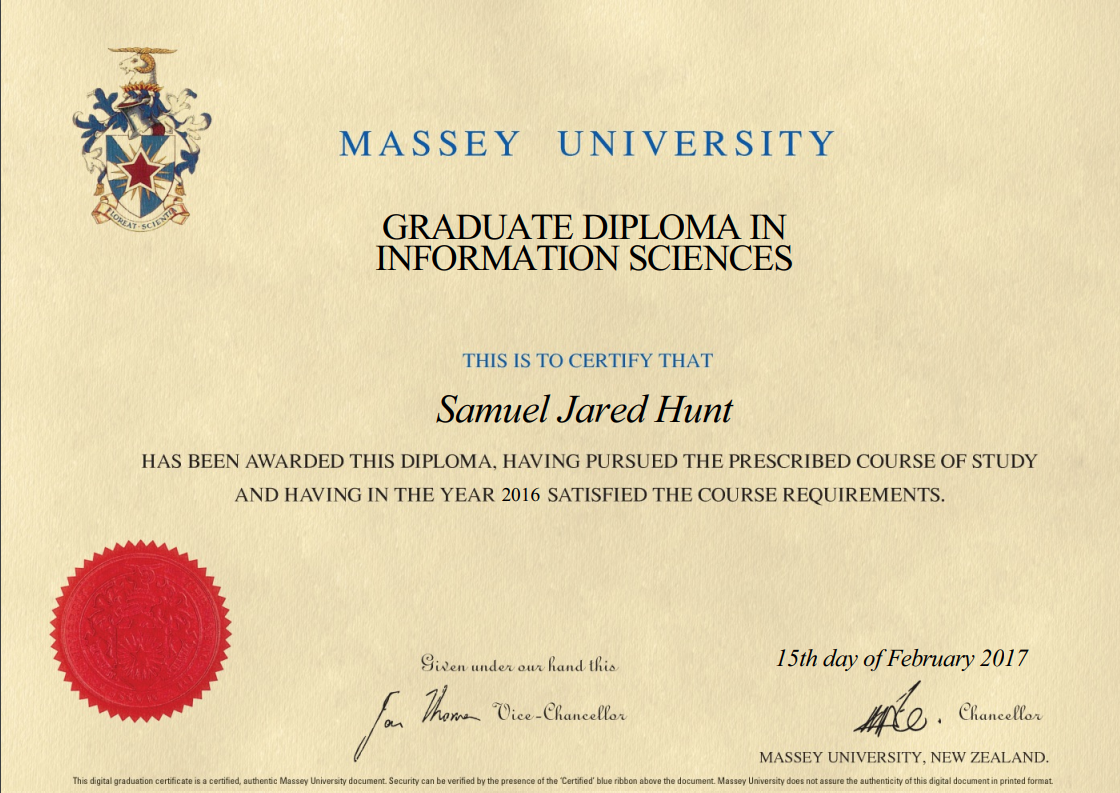 MASSEY UNIVERSITY
GRADUATE DIPLOMA IN
INFORMATION SCIENCES
THIS IS TO CERTIFY THAT
Samuel Jared Hunt
HAS BEEN AWARDED THIS DIPLOMA, HAVING PURSUED THE PRESCRIBED COURSE OF STUDY
AND HAVING IN THE YEAR 2016 SATISFIED THE COURSE REQUIREMENTS.
FLOREAT SCIENTIA
Given under our hand this
15th day of February 2017
Jan Thomas Vice-Chancellor
Chancellor
MASSEY UNIVERSITY, NEW ZEALAND.
This digital graduation certificate is a certified, authentic Massey University document. Security can be verified by the presence of the 'Certified' blue ribbon above the document. Massey University does not assure the authenticity of this digital document in printed format.